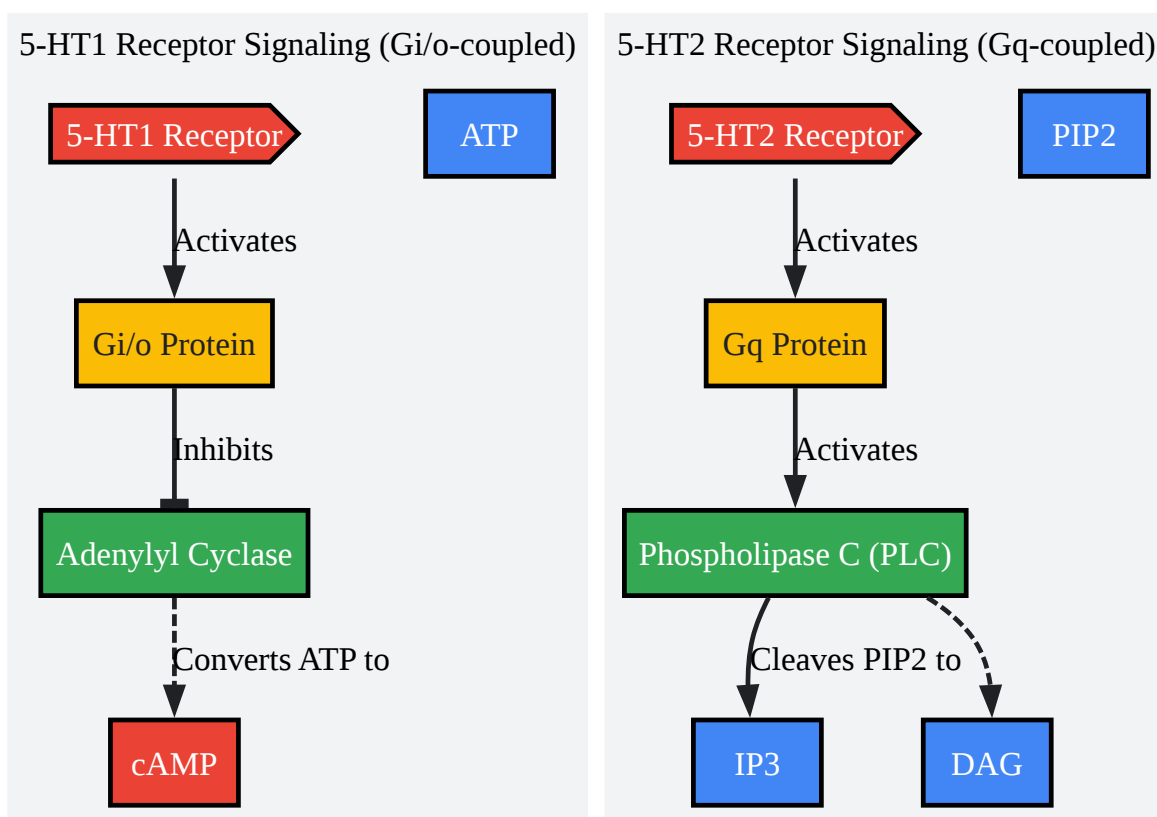 5-HT1 Receptor Signaling (Gi/o-coupled)
5-HT1 Receptor
ATP
Activates
Gi/o Protein
Inhibits
Adenylyl Cyclase
Converts ATP to
cAMP
5-HT2 Receptor Signaling (Gq-coupled)
5-HT2 Receptor
PIP2
Activates
Gq Protein
Activates
Phospholipase C (PLC)
Cleaves PIP2 to
IP3
DAG